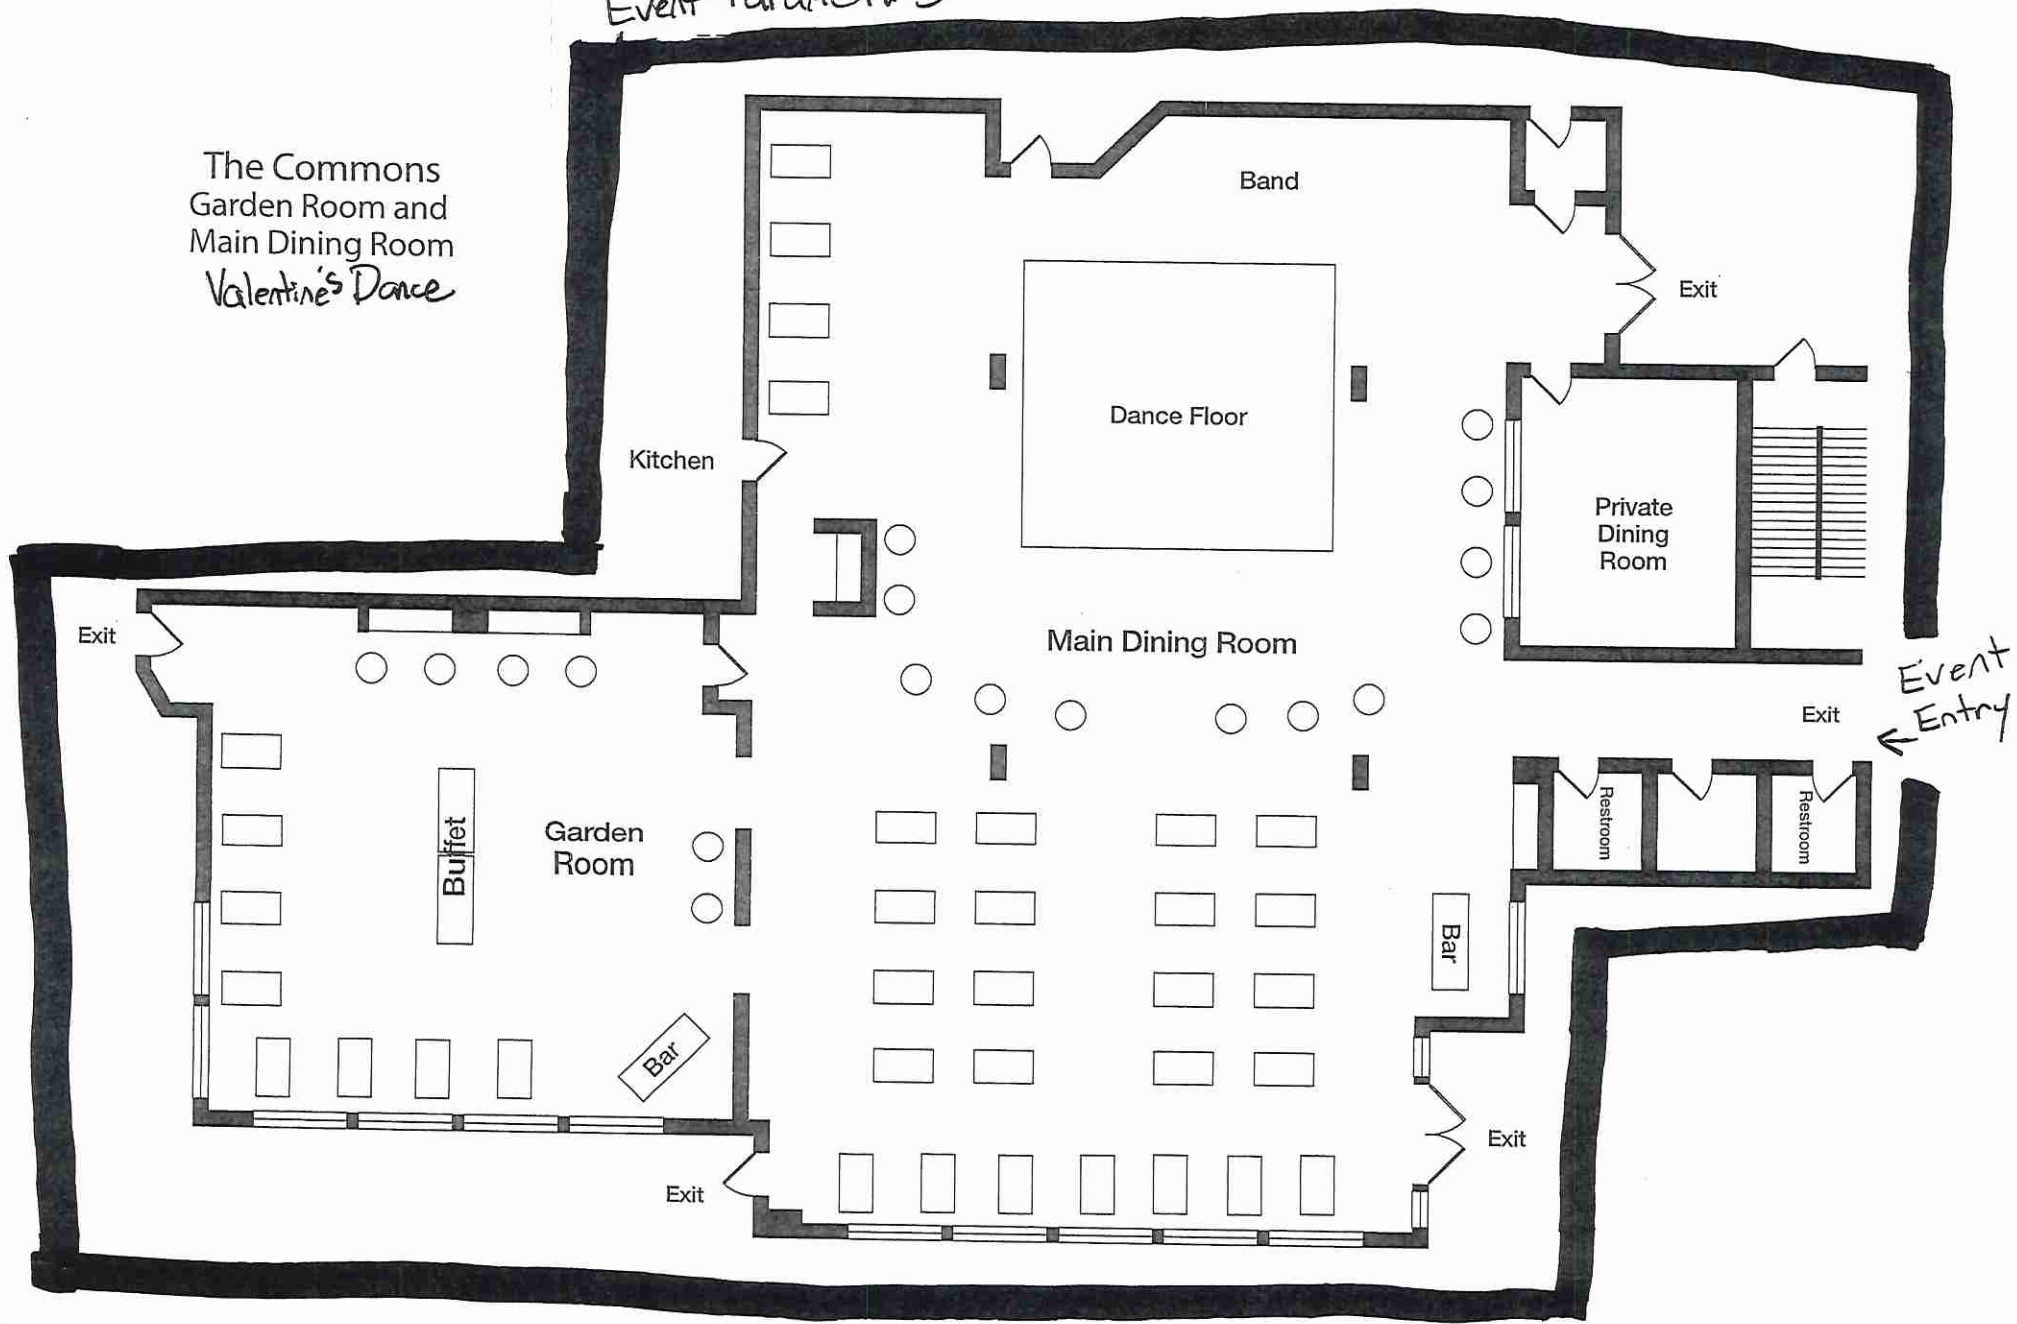 Event
The Commons
Garden Room and
Main Dining Room
Valentine's Dance
Band
Exit
Dance Floor
Kitchen
Private
Dining
Room
Exit
Main Dining Room
Event
Entry
Exit
Restroom
Restroom
Buffet
Garden
Room
Bar
Bar
Exit
Exit